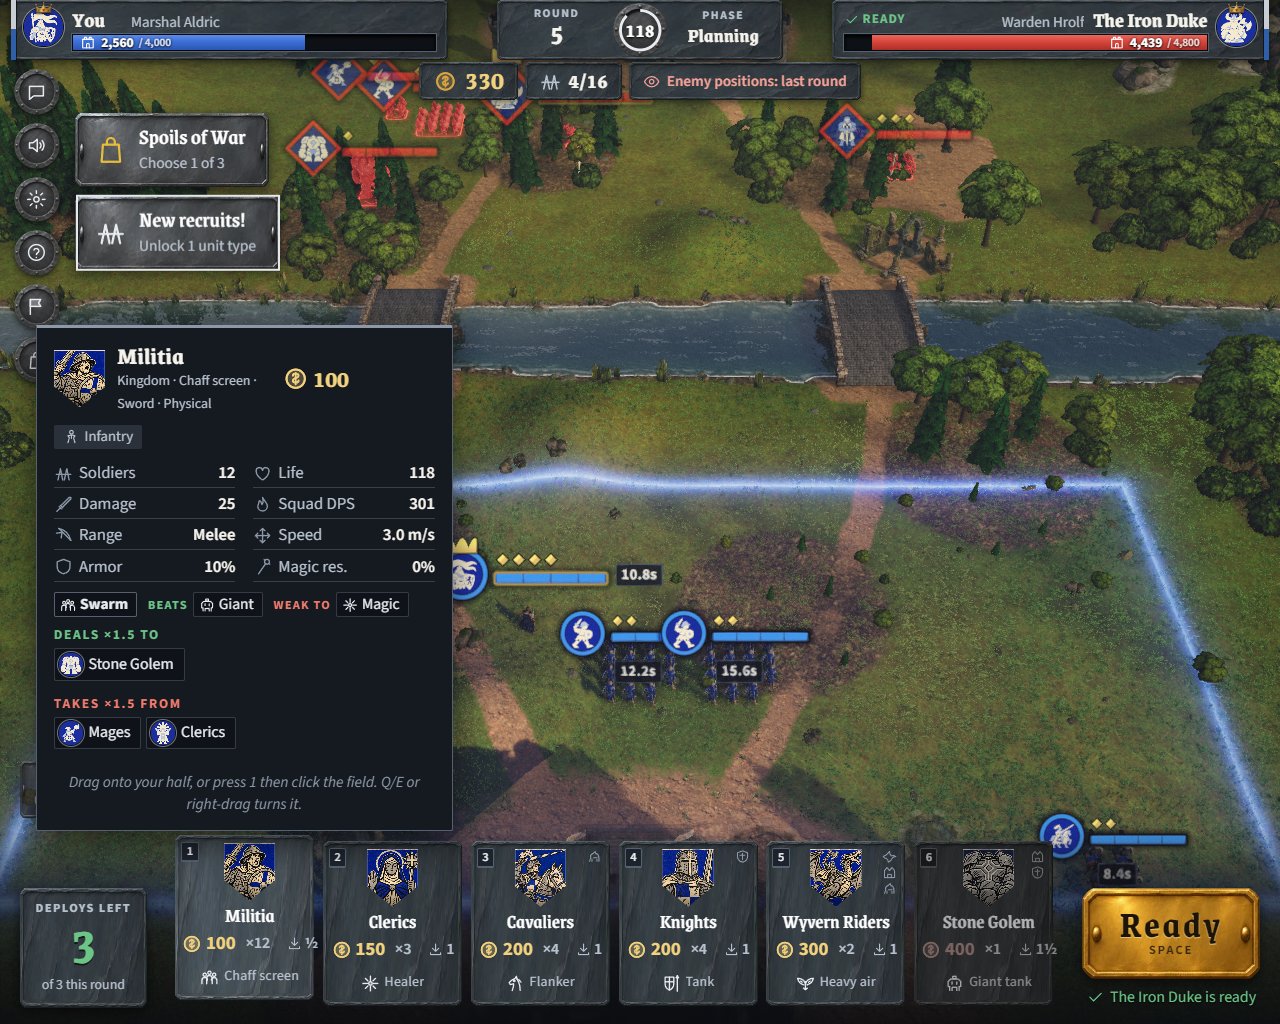 You Marshal Aldric
2,560 / 4,000
ROUND
5
118
PHASE
Planning
READY
Warden Hrolf The Iron Duke
4,439 / 4,800
330
4/16
Enemy positions: last round
Spoils of War
Choose 1 of 3
New recruits!
Unlock 1 unit type
Militia
Kingdom · Chaff screen ·
Sword · Physical
100
Infantry
Soldiers 12 Life 118
Damage 25 Squad DPS 301
Range Melee Speed 3.0 m/s
Armor 10% Magic res. 0%
Swarm BEATS Giant WEAK TO Magic
DEALS ×1.5 TO
Stone Golem
TAKES ×1.5 FROM
Mages Clerics
Drag onto your half, or press 1 then click the field. Q/E or
right-drag turns it.
10.8s
12.2s 15.6s
8.4s
DEPLOYS LEFT
3
of 3 this round
1
Militia
100 ×12 ½
Chaff screen
2
Clerics
150 ×3 1
Healer
3
Cavaliers
200 ×4 1
Flanker
4
Knights
200 ×4 1
Tank
5
Wyvern Riders
300 ×2 1
Heavy air
6
Stone Golem
400 ×1 1½
Giant tank
Ready
SPACE
The Iron Duke is ready